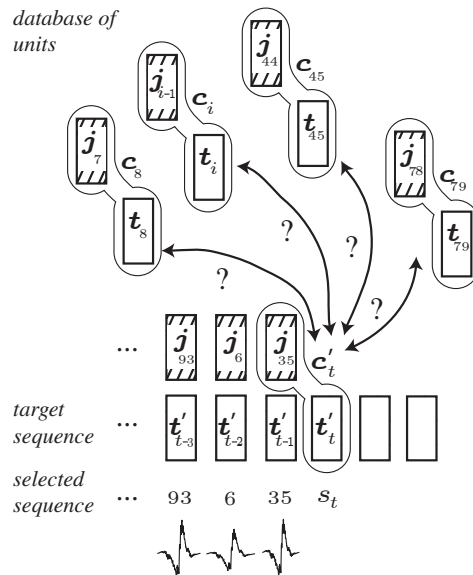 database of
units
j44
c45
ji-1
ci
t45
j7
c8
ti
j78
c79
t8
t79
?
?
?
?
... j93 j6 j35 c't
target
sequence
... t't-3 t't-2 t't-1 t't
selected
sequence
... 93 6 35 st